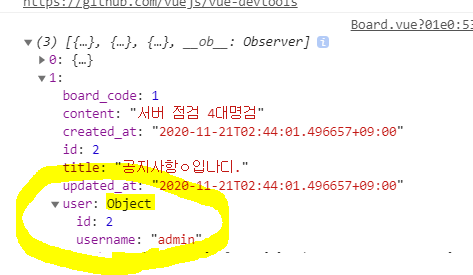 https://github.com/vuejs/vue-devtools
Board.vue?01e0:53
▼ (3) [{…}, {…}, {…}, __ob__: Observer] i
▶ 0: {…}
▼ 1:
board_code: 1
content: "서버 점검 4대명검"
created_at: "2020-11-21T02:44:01.496657+09:00"
id: 2
title: "공지사항ㅇ입나디."
updated_at: "2020-11-21T02:44:01.496657+09:00"
▼ user: Object
id: 2
username: "admin"